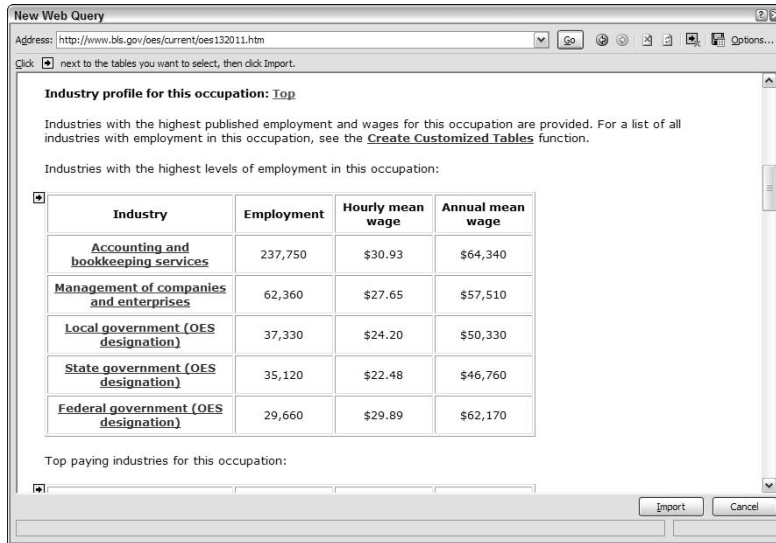 New Web Query
Address: http://www.bls.gov/oes/current/oes132011.htm Go Options...
Click next to the tables you want to select, then click Import.
Industry profile for this occupation: Top
Industries with the highest published employment and wages for this occupation are provided. For a list of all
industries with employment in this occupation, see the Create Customized Tables function.
Industries with the highest levels of employment in this occupation:
Industry Employment Hourly mean wage Annual mean wage
Accounting and
bookkeeping services 237,750 $30.93 $64,340
Management of companies
and enterprises 62,360 $27.65 $57,510
Local government (OES
designation) 37,330 $24.20 $50,330
State government (OES
designation) 35,120 $22.48 $46,760
Federal government (OES
designation) 29,660 $29.89 $62,170
Top paying industries for this occupation:
Import Cancel